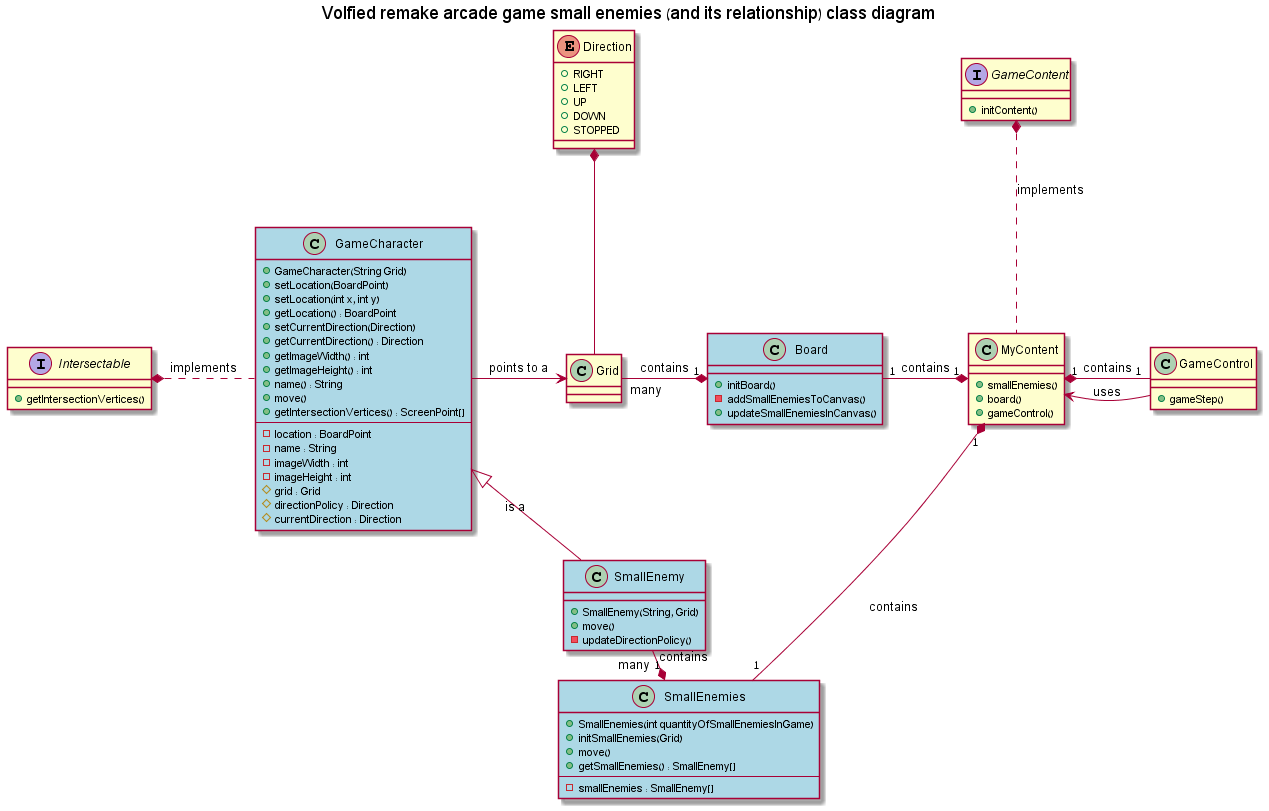 Volfied remake arcade game small enemies (and its relationship) class diagram
E Direction
RIGHT
LEFT
UP
DOWN
STOPPED
I GameContent
initContent()
implements
C GameCharacter
GameCharacter(String Grid)
setLocation(BoardPoint)
setLocation(int x, int y)
getLocation() : BoardPoint
setCurrentDirection(Direction)
getCurrentDirection() : Direction
getImageWidth() : int
getImageHeight() : int
name() : String
move()
getIntersectionVertices() : ScreenPoint[]
location : BoardPoint
name : String
imageWidth : int
imageHeight : int
grid : Grid
directionPolicy : Direction
currentDirection : Direction
I Intersectable
getIntersectionVertices()
implements
points to a
C Grid
contains
1
many
C Board
initBoard()
addSmallEnemiesToCanvas()
updateSmallEnemiesInCanvas()
1
contains
1
C MyContent
smallEnemies()
board()
gameControl()
1
contains
1
uses
C GameControl
gameStep()
1
is a
C SmallEnemy
SmallEnemy(String, Grid)
move()
updateDirectionPolicy()
contains
many
1
contains
1
C SmallEnemies
SmallEnemies(int quantityOfSmallEnemiesInGame)
initSmallEnemies(Grid)
move()
getSmallEnemies() : SmallEnemy[]
smallEnemies : SmallEnemy[]